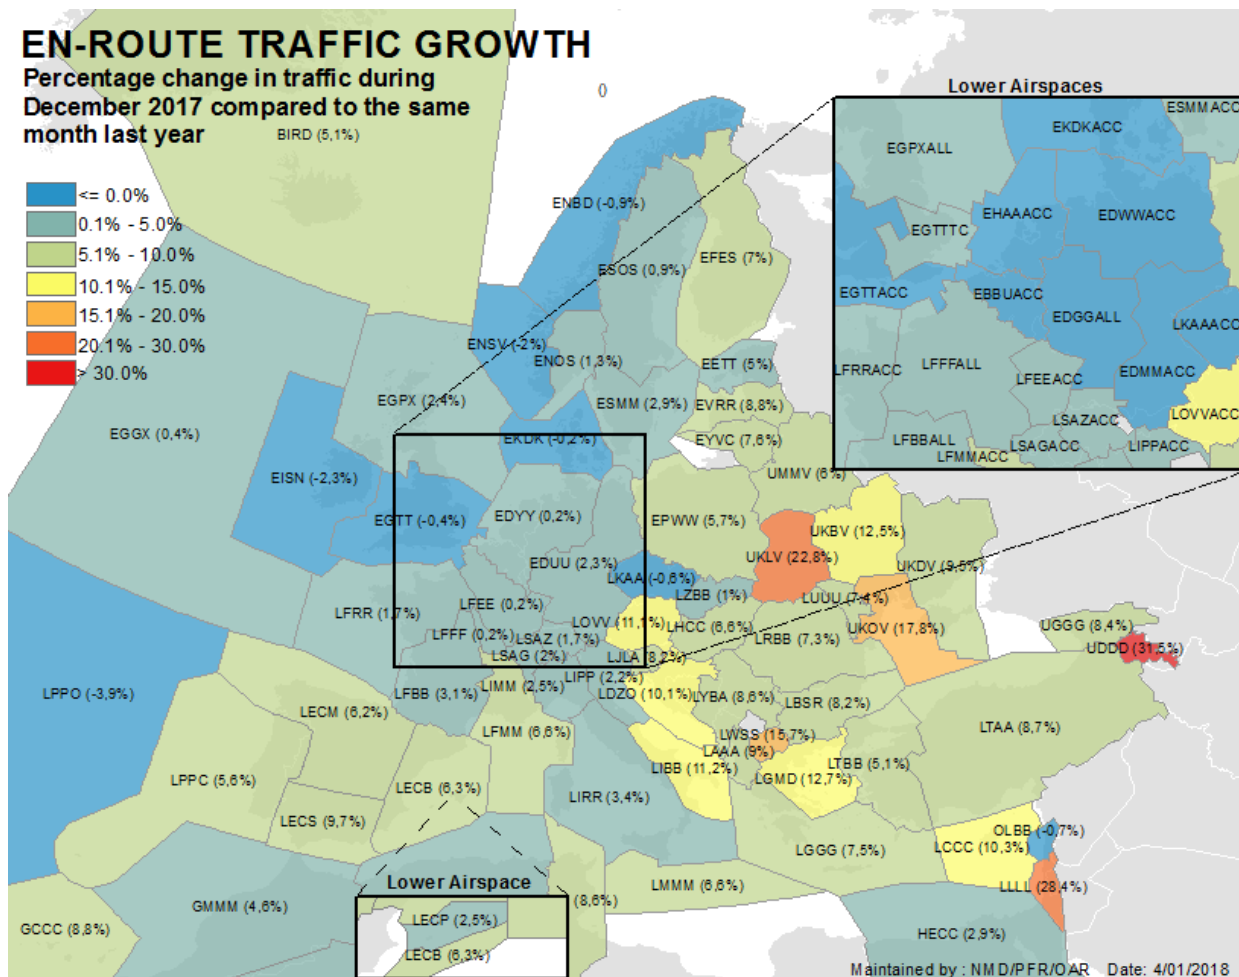 EN-ROUTE TRAFFIC GROWTH
Percentage change in traffic during
December 2017 compared to the same
month last year
<= 0.0%
0.1% - 5.0%
5.1% - 10.0%
10.1% - 15.0%
15.1% - 20.0%
20.1% - 30.0%
> 30.0%
0
BIRD (5,1%)
ENBD (-0,9%)
ESOS (0,9%)
EFES (7%)
ENSV (-2%)
ENOS (1,3%)
EETT (5%)
EGPX (2,4%)
ESMM (2,9%)
EVRR (8,8%)
EGGX (0,4%)
EKDK (-0,2%)
EYVC (7,6%)
EISN (-2,3%)
UMMV (6%)
EGTT (-0,4%)
EDYY (0,2%)
EPWW (5,7%)
UKBV (12,5%)
EDUU (2,3%)
UKLV (22,8%)
UKDV (9,5%)
LKAA (-0,6%)
LZBB (1%)
LUUU (7,4%)
LFRR (1,7%)
LFEE (0,2%)
LOVV (11,1%)
LHCC (6,6%)
LFFF (0,2%)
LSAZ (1,7%)
LRBB (7,3%)
UKOV (17,8%)
UGGG (8,4%)
LSAG (2%)
LJLA (8,2%)
UDDD (31,5%)
LPPO (-3,9%)
LFBB (3,1%)
LIMM (2,5%)
LIPP (2,2%)
LDZO (10,1%)
LYBA (8,6%)
LBSR (8,2%)
LECM (6,2%)
LFMM (6,6%)
LWSS (15,7%)
LTAA (8,7%)
LAAA (9%)
LPPC (5,6%)
LECB (6,3%)
LIBB (11,2%)
LGMD (12,7%)
LTBB (5,1%)
LIRR (3,4%)
LECS (9,7%)
OLBB (-0,7%)
LGGG (7,5%)
LCCC (10,3%)
LMMM (6,6%)
LLLL (28,4%)
GMMM (4,6%)
(8,6%)
GCCC (8,8%)
HECC (2,9%)
Lower Airspace
LECP (2,5%)
LECB (6,3%)
Lower Airspaces
ESMMACC
EKDKACC
EGPXALL
EHAAACC
EDWWACC
EGTTTC
EGTTACC
EBBUACC
EDGGALL
LKAAACC
LFRRACC
LFFFALL
LFEEACC
EDMMACC
LOVVACC
LSAZACC
LFBBALL
LSAGACC
LIPPACC
LFMMACC
Maintained by : NMD/PFR/OAR Date: 4/01/2018